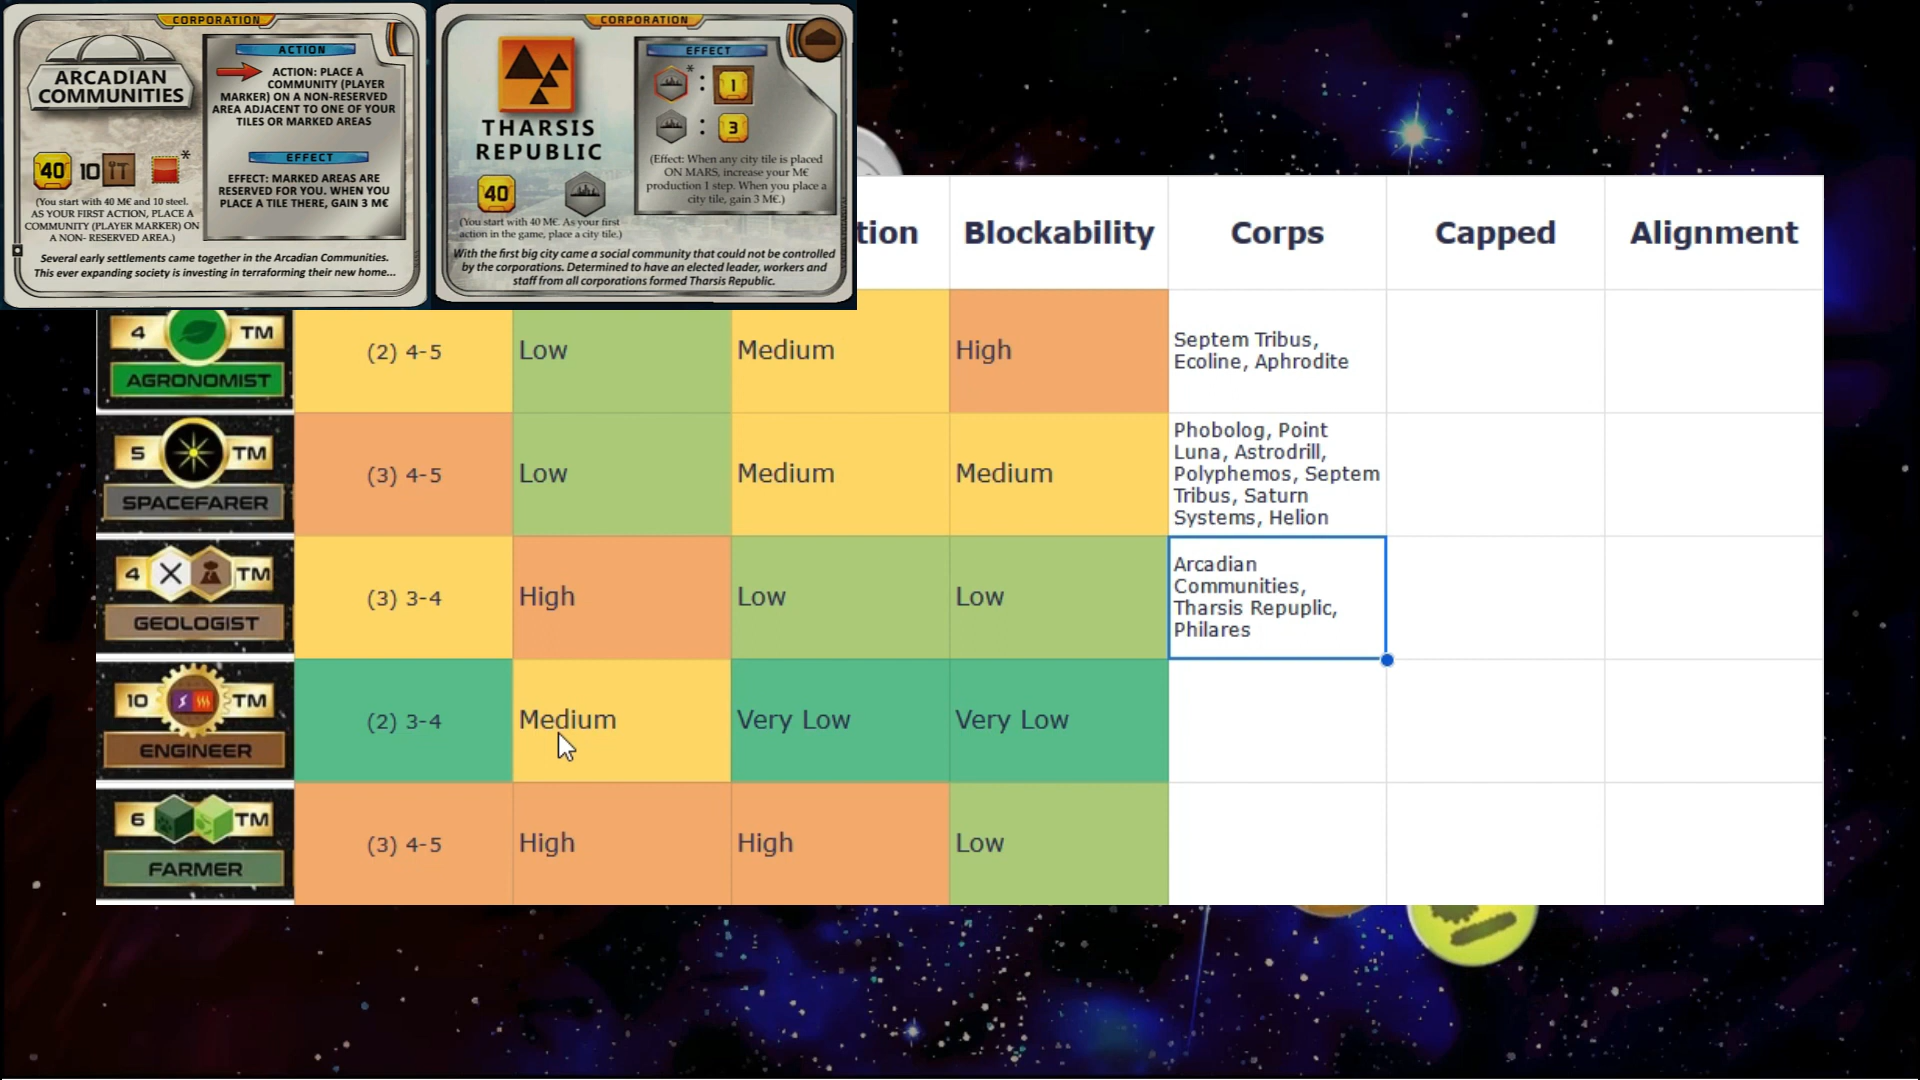 CORPORATION
ARCADIAN
COMMUNITIES
40 10
(You start with 40 M€ and 10 steel.
AS YOUR FIRST ACTION, PLACE A
COMMUNITY (PLAYER MARKER) ON
A NON- RESERVED AREA.)
ACTION
ACTION: PLACE A
COMMUNITY (PLAYER
MARKER) ON A NON-RESERVED
AREA ADJACENT TO ONE OF YOUR
TILES OR MARKED AREAS
EFFECT
EFFECT: MARKED AREAS ARE
RESERVED FOR YOU. WHEN YOU
PLACE A TILE THERE, GAIN 3 M€
Several early settlements came together in the Arcadian Communities.
This ever expanding society is investing in terraforming their new home...
CORPORATION
THARSIS
REPUBLIC
40
(You start with 40 M€. As your first
action in the game, place a city tile.)
EFFECT
* : 1
: 3
(Effect: When any city tile is placed
ON MARS, increase your M€
production 1 step. When you place a
city tile, gain 3 M€.)
With the first big city came a social community that could not be controlled
by the corporations. Determined to have an elected leader, workers and
staff from all corporations formed Tharsis Republic.
tion Blockability Corps Capped Alignment
4 TM
AGRONOMIST
(2) 4-5
Low
Medium
High
Septem Tribus,
Ecoline, Aphrodite
5 TM
SPACEFARER
(3) 4-5
Low
Medium
Medium
Phobolog, Point
Luna, Astrodrill,
Polyphemos, Septem
Tribus, Saturn
Systems, Helion
4 TM
GEOLOGIST
(3) 3-4
High
Low
Low
Arcadian
Communities,
Tharsis Repuplic,
Philares
10 TM
ENGINEER
(2) 3-4
Medium
Very Low
Very Low
6 TM
FARMER
(3) 4-5
High
High
Low